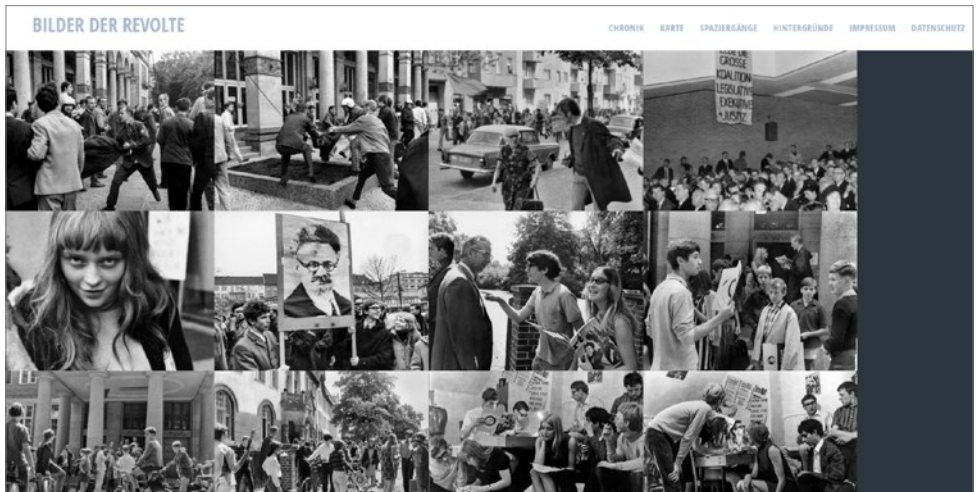 BILDER DER REVOLTE
CHRONIK KARTE SPAZIERGÄNGE HINTERGRÜNDE IMPRESSUM DATENSCHUTZ
GROSSE
KOALITION
LEGISLATIVE
EXEKUTIVE
+ JUSTIZ